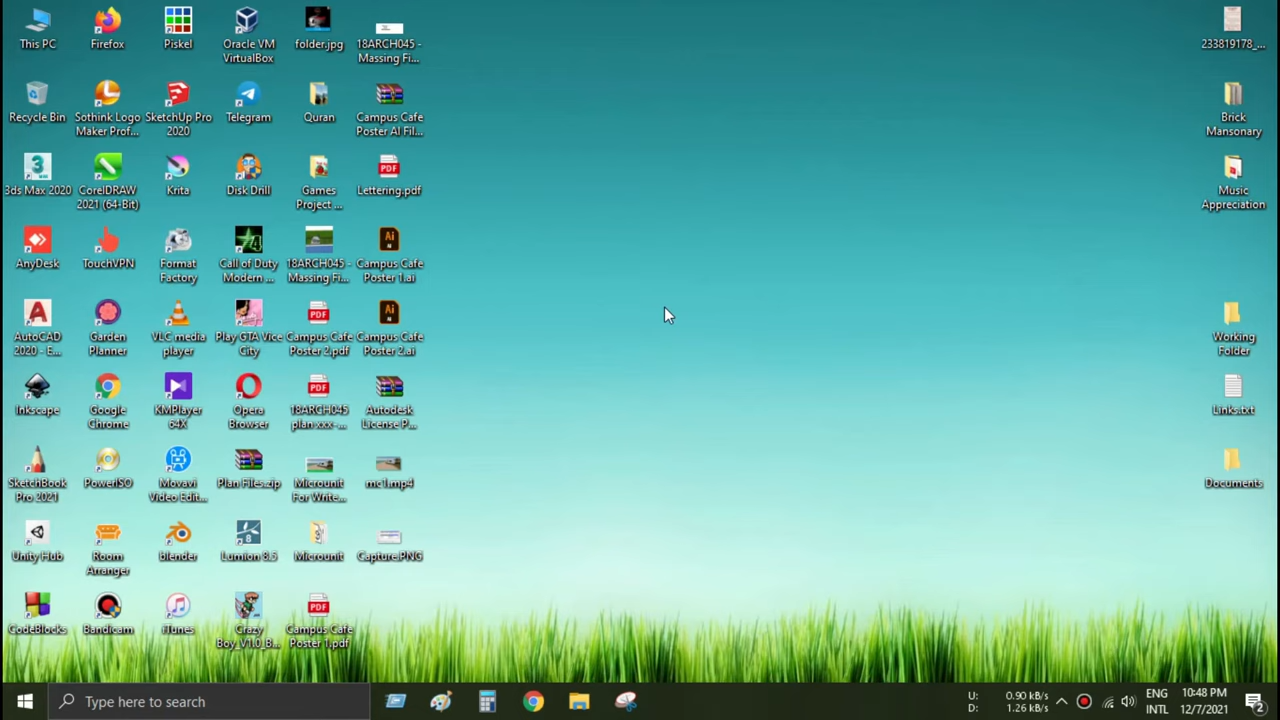 This PC
Firefox
Piskel
Oracle VM
VirtualBox
folder.jpg
18ARCH045 -
Massing Fi...
233819178_...
Recycle Bin
Sothink Logo
Maker Prof...
SketchUp Pro
2020
Telegram
Quran
Campus Cafe
Poster AI Fil...
Brick
Mansonary
3ds Max 2020
CorelDRAW
2021 (64-Bit)
Krita
Disk Drill
Games
Project ...
Lettering.pdf
Music
Appreciation
AnyDesk
TouchVPN
Format
Factory
Call of Duty
Modern ...
18ARCH045 -
Massing Fi...
Campus Cafe
Poster 1.ai
AutoCAD
2020 - E...
Garden
Planner
VLC media
player
Play GTA Vice
City
Campus Cafe
Poster 2.pdf
Campus Cafe
Poster 2.ai
Working
Folder
Inkscape
Google
Chrome
KMPlayer
64X
Opera
Browser
18ARCH045
plan xxx-...
Autodesk
License P...
Links.txt
SketchBook
Pro 2021
PowerISO
Movavi
Video Edit...
Plan Files.zip
Microunit
For Write...
mc1.mp4
Documents
Unity Hub
Room
Arranger
Blender
Lumion 8.5
Microunit
Capture.PNG
CodeBlocks
Bandicam
iTunes
Crazy
Boy_V1.0_B...
Campus Cafe
Poster 1.pdf
Type here to search
U: 0.90 kB/s
D: 1.26 kB/s
ENG
INTL
10:48 PM
12/7/2021
2